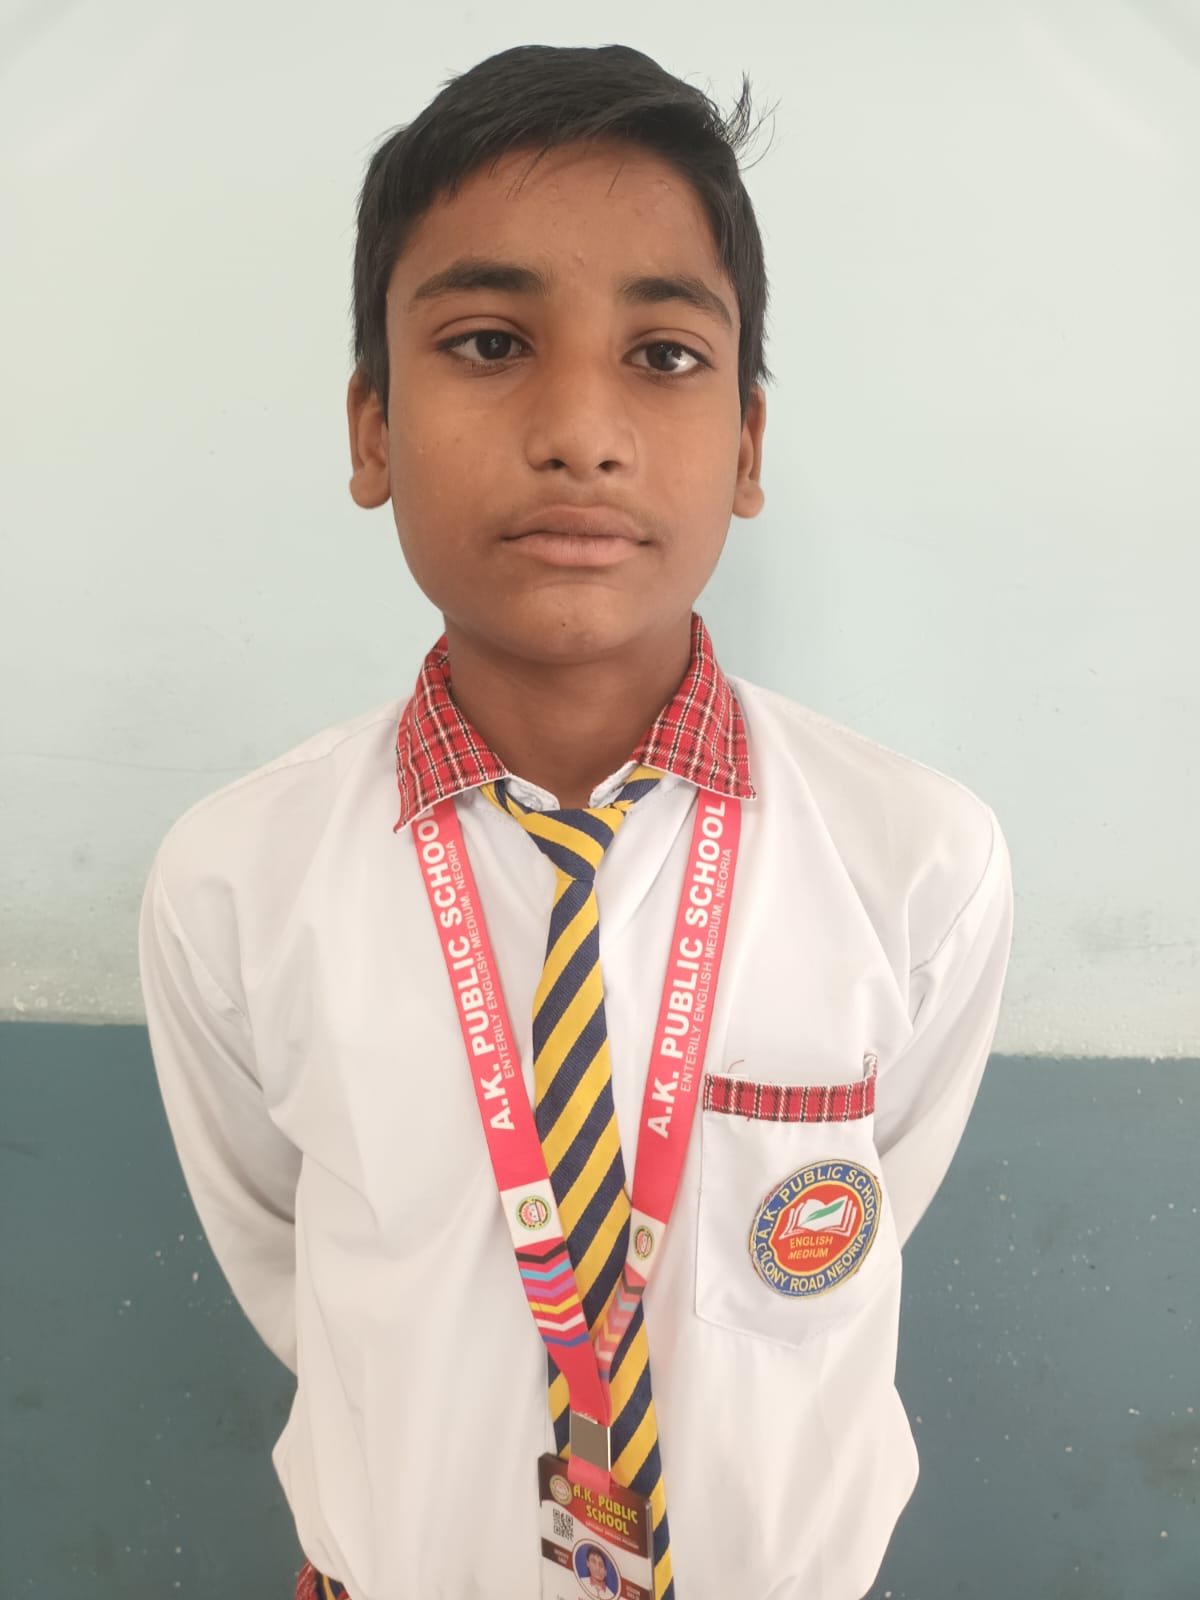 A.K. PUBLIC SCHOOL
ENTERILY ENGLISH MEDIUM, NEORIA
A.K. PUBLIC SCHOOL
ENTERILY ENGLISH MEDIUM, NEORIA
A.K. PUBLIC SCHOOL
ENGLISH
MEDIUM
COLONY ROAD NEORIA
A.K. PUBLIC
SCHOOL